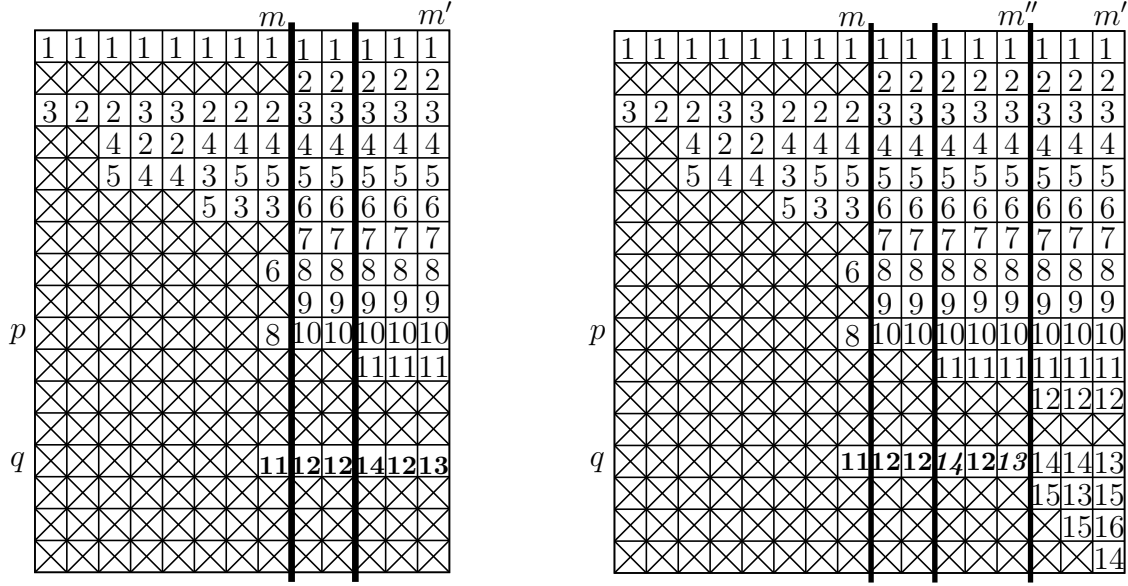 m m′
1 1 1 1 1 1 1 1 1 1 1 1 1
2 2 2 2 2
3 2 2 3 3 2 2 2 3 3 3 3 3
4 2 2 4 4 4 4 4 4 4 4
5 4 4 3 5 5 5 5 5 5 5
5 3 3 6 6 6 6 6
7 7 7 7 7
6 8 8 8 8 8
9 9 9 9 9
p 8 10 10 10 10 10
11 11 11
q 11 12 12 14 12 13
m m′′ m′
1 1 1 1 1 1 1 1 1 1 1 1 1 1 1 1
2 2 2 2 2 2 2 2
3 2 2 3 3 2 2 2 3 3 3 3 3 3 3 3
4 2 2 4 4 4 4 4 4 4 4 4 4 4
5 4 4 3 5 5 5 5 5 5 5 5 5 5
5 3 3 6 6 6 6 6 6 6 6
7 7 7 7 7 7 7 7
6 8 8 8 8 8 8 8 8
9 9 9 9 9 9 9 9
p 8 10 10 10 10 10 10 10 10
11 11 11 11 11 11
12 12 12
q 11 12 12 14 12 13 14 14 13
15 13 15
15 16
14